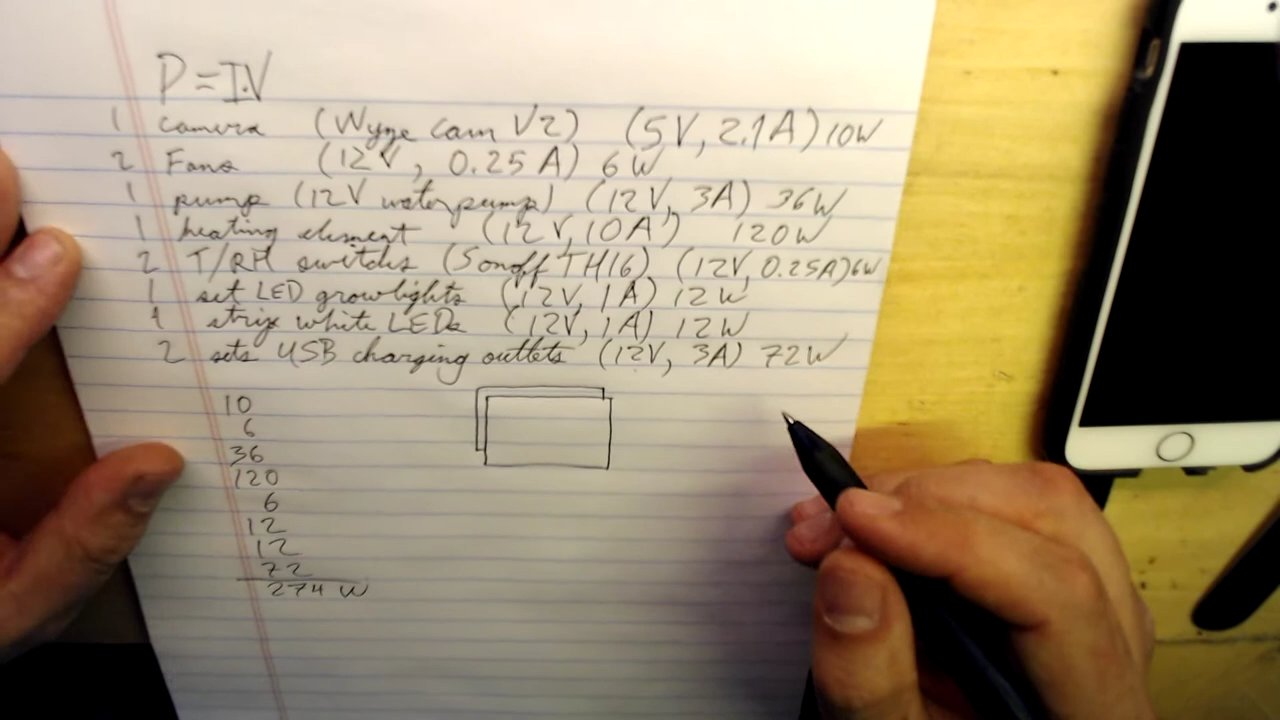 P = I·V
1 camera (Wyze Cam V2) (5V, 2.1A) 10W
2 Fans (12V, 0.25A) 6W
1 pump (12V waterpump) (12V, 3A) 36W
1 heating element (12V, 10A) 120W
2 T/RH switches (Sonoff TH16) (12V, 0.25A) 6W
1 set LED growlights (12V, 1A) 12W
1 strip white LEDs (12V, 1A) 12W
2 sets USB charging outlets (12V, 3A) 72W
10
6
36
120
6
12
12
72
274 W